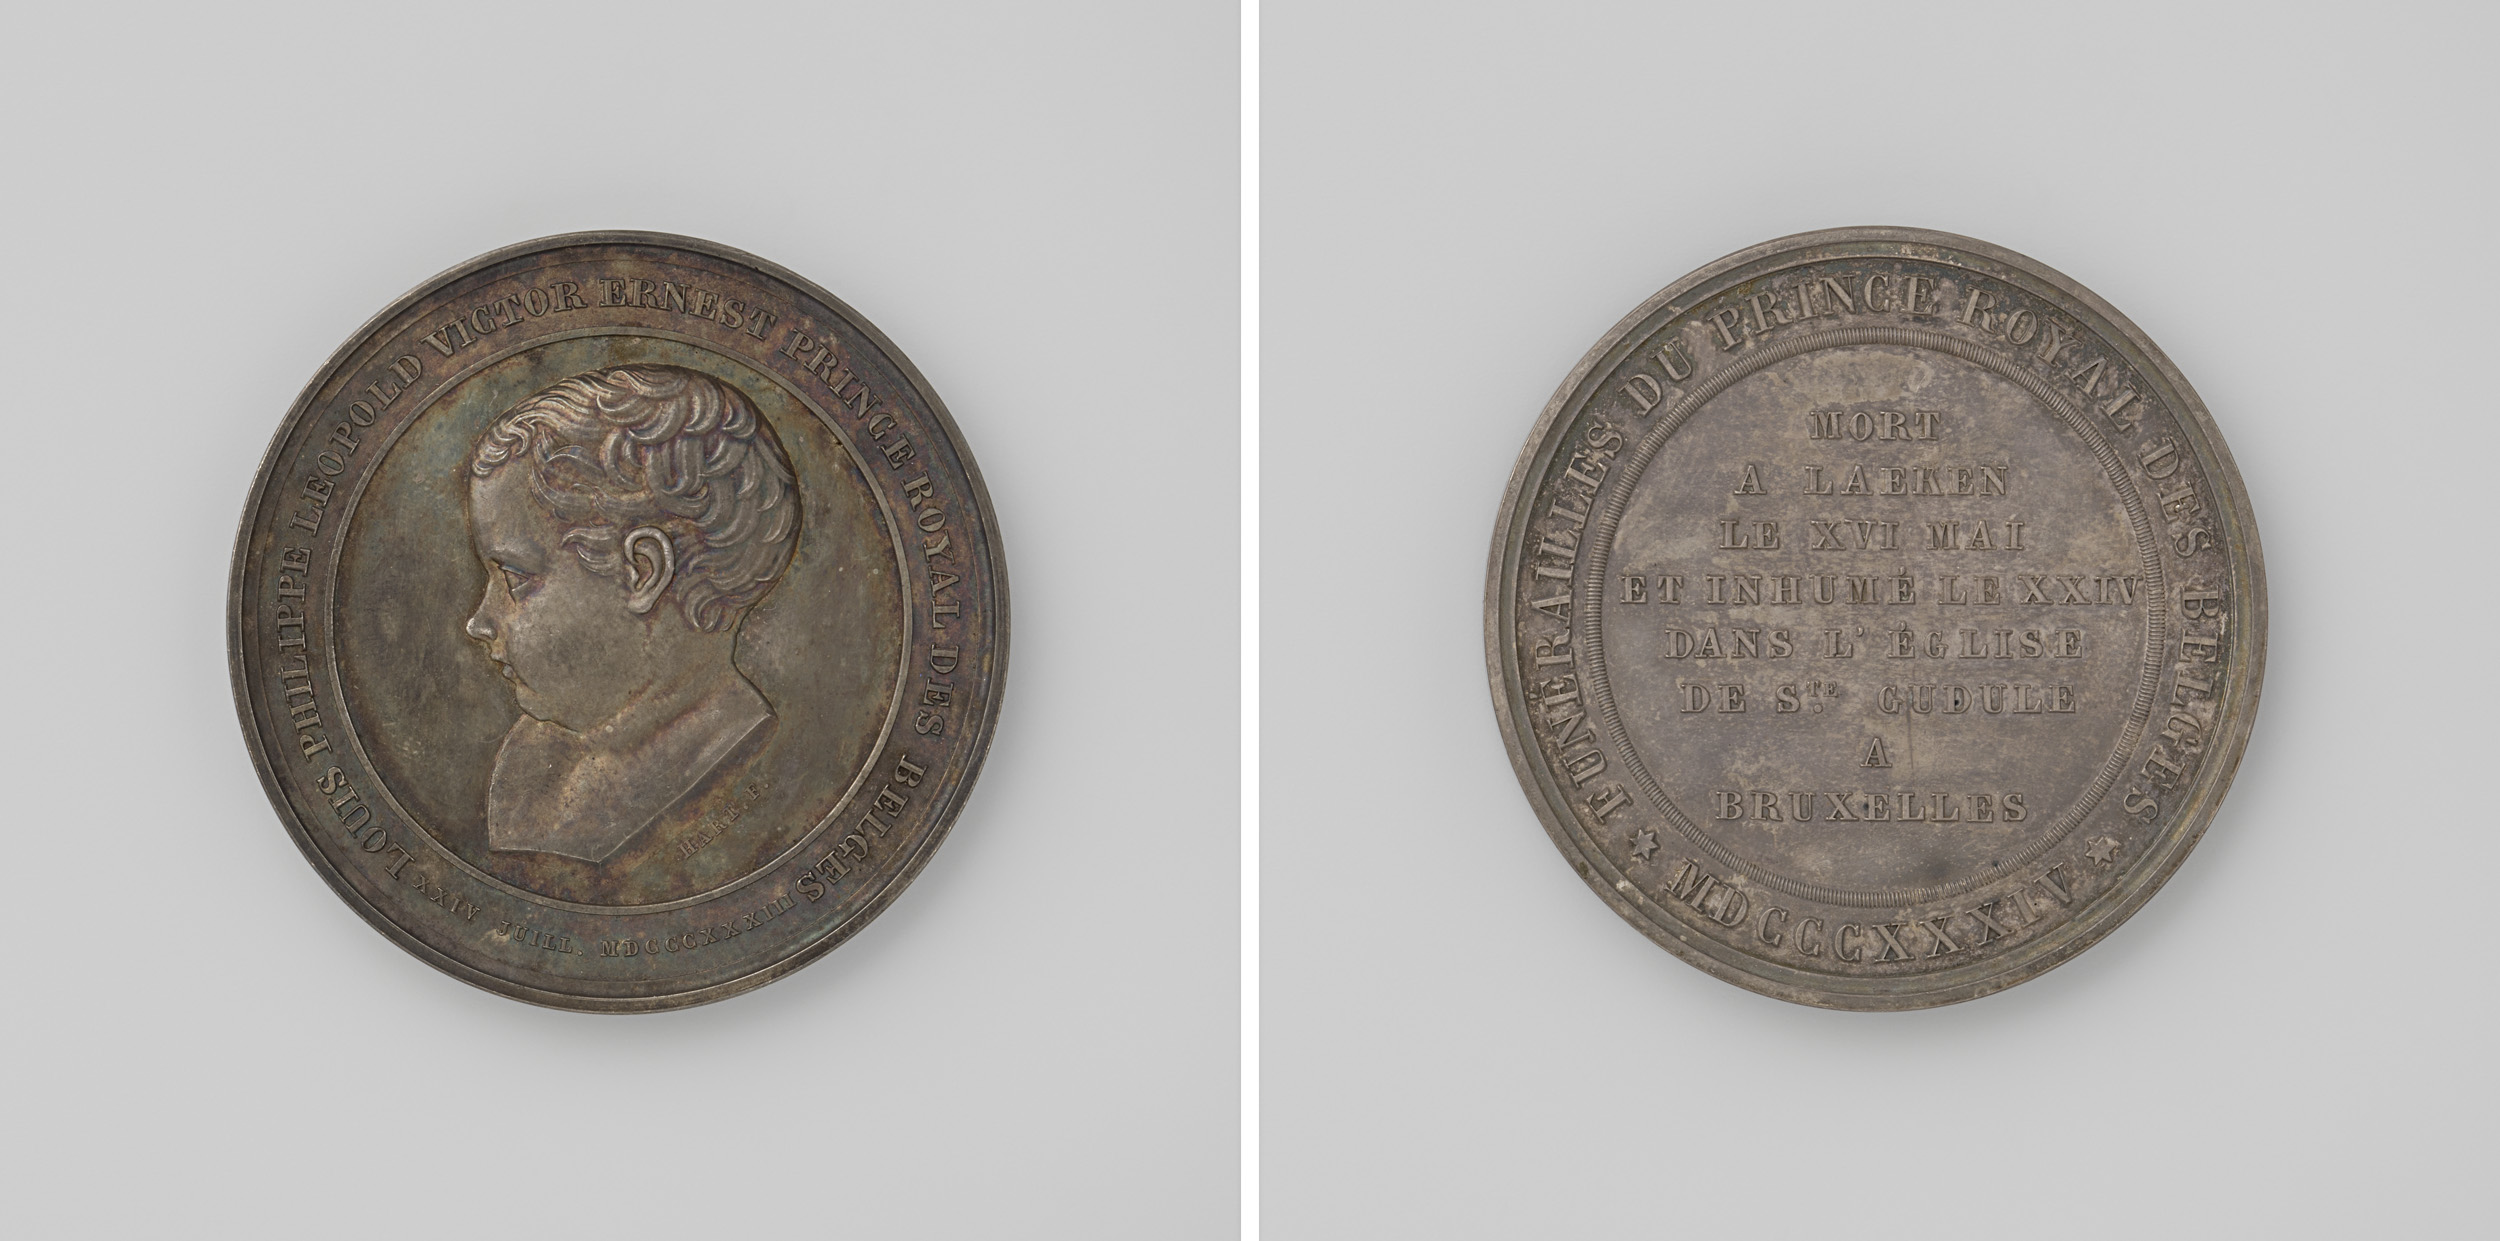 LOUIS PHILIPPE LEOPOLD VICTOR ERNEST PRINCE ROYAL DES BELGES
XXIV JUILL. MDCCCXXXIII
HART. F.
FUNERAILLES DU PRINCE ROYAL DES BELGES
MDCCCXXXIV
MORT
A LAEKEN
LE XVI MAI
ET INHUMÉ LE XXIV
DANS L'ÉGLISE
DE STE GUDULE
A
BRUXELLES